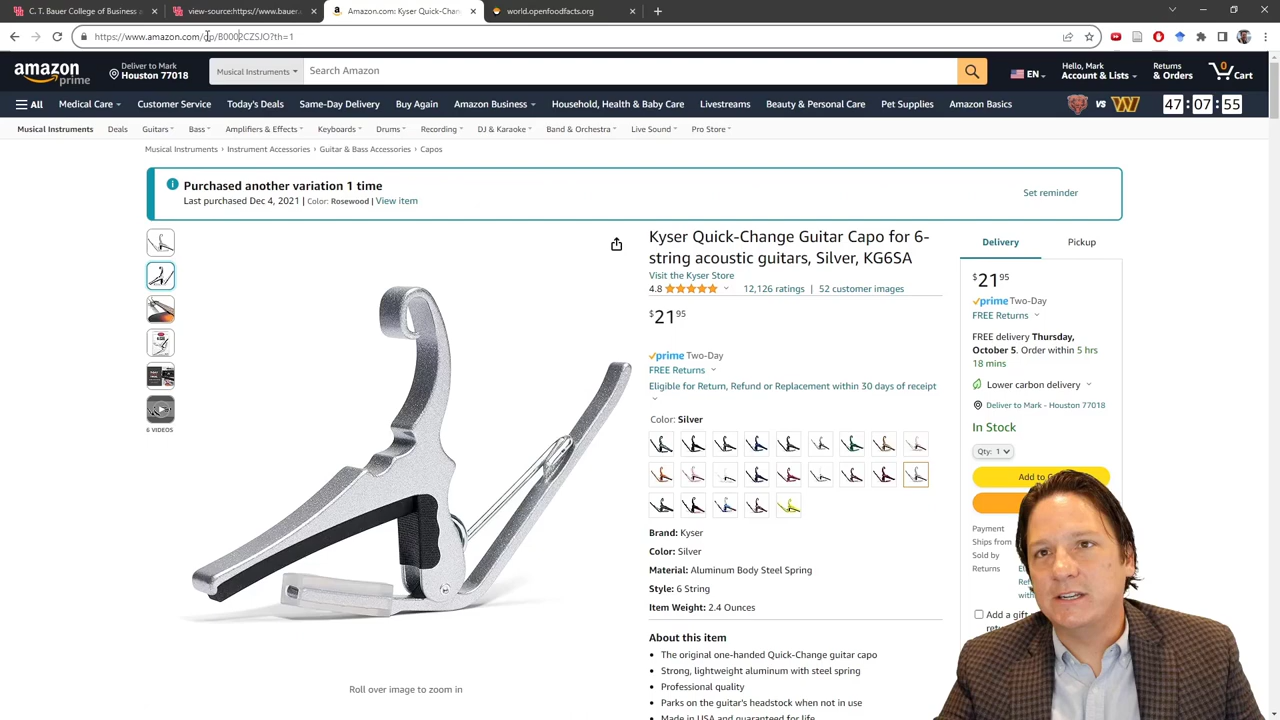 C. T. Bauer College of Business a
view-source:https://www.bauer.u
Amazon.com: Kyser Quick-Chan
world.openfoodfacts.org
https://www.amazon.com/dp/B0002CZSJO?th=1
amazon prime
Deliver to Mark
Houston 77018
Musical Instruments
Search Amazon
EN
Hello, Mark
Account & Lists
Returns
& Orders
0
Cart
All
Medical Care
Customer Service
Today's Deals
Same-Day Delivery
Buy Again
Amazon Business
Household, Health & Baby Care
Livestreams
Beauty & Personal Care
Pet Supplies
Amazon Basics
VS
47:07:55
Musical Instruments
Deals
Guitars
Bass
Amplifiers & Effects
Keyboards
Drums
Recording
DJ & Karaoke
Band & Orchestra
Live Sound
Pro Store
Musical Instruments › Instrument Accessories › Guitar & Bass Accessories › Capos
Purchased another variation 1 time
Last purchased Dec 4, 2021 | Color: Rosewood | View item
Set reminder
6 VIDEOS
Roll over image to zoom in
Kyser Quick-Change Guitar Capo for 6-
string acoustic guitars, Silver, KG6SA
Visit the Kyser Store
4.8
12,126 ratings | 52 customer images
$21 95
prime Two-Day
FREE Returns
Eligible for Return, Refund or Replacement within 30 days of receipt
Color: Silver
Brand: Kyser
Color: Silver
Material: Aluminum Body Steel Spring
Style: 6 String
Item Weight: 2.4 Ounces
About this item
• The original one-handed Quick-Change guitar capo
• Strong, lightweight aluminum with steel spring
• Professional quality
• Parks on the guitar's headstock when not in use
• Made in USA and guaranteed for life
Delivery
Pickup
$21 95
prime Two-Day
FREE Returns
FREE delivery Thursday,
October 5. Order within 5 hrs
18 mins
Lower carbon delivery
Deliver to Mark - Houston 77018
In Stock
Qty: 1
Add to
Payment
Ships from
Sold by
Returns
Add a gift